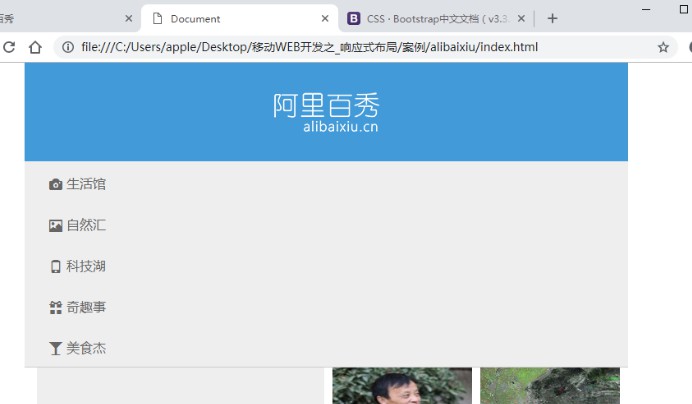 百秀
Document
CSS · Bootstrap中文文档 ( v3.3.
file:///C:/Users/apple/Desktop/移动WEB开发之_响应式布局/案例/alibaixiu/index.html
阿里百秀
alibaixiu.cn
生活馆
自然汇
科技湖
奇趣事
美食杰